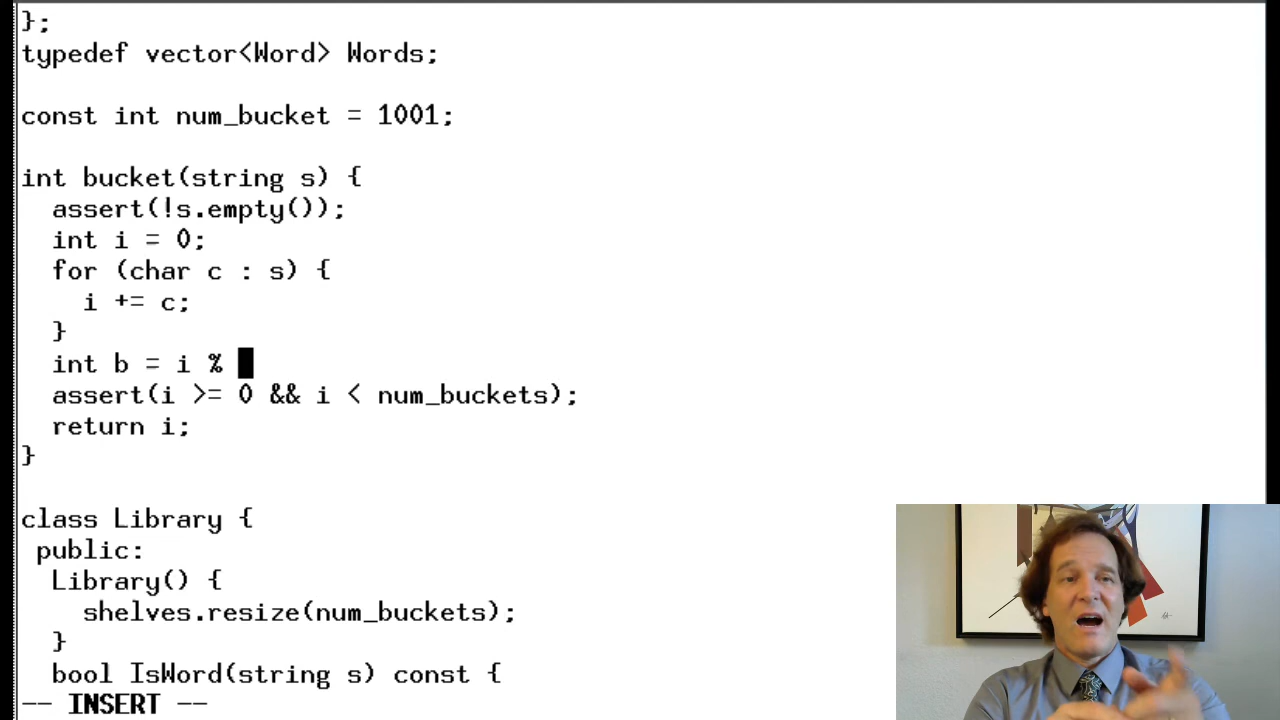 };
typedef vector<Word> Words;
const int num_bucket = 1001;
int bucket(string s) {
  assert(!s.empty());
  int i = 0;
  for (char c : s) {
    i += c;
  }
  int b = i %
  assert(i >= 0 && i < num_buckets);
  return i;
}
class Library {
 public:
  Library() {
    shelves.resize(num_buckets);
  }
  bool IsWord(string s) const {
-- INSERT --